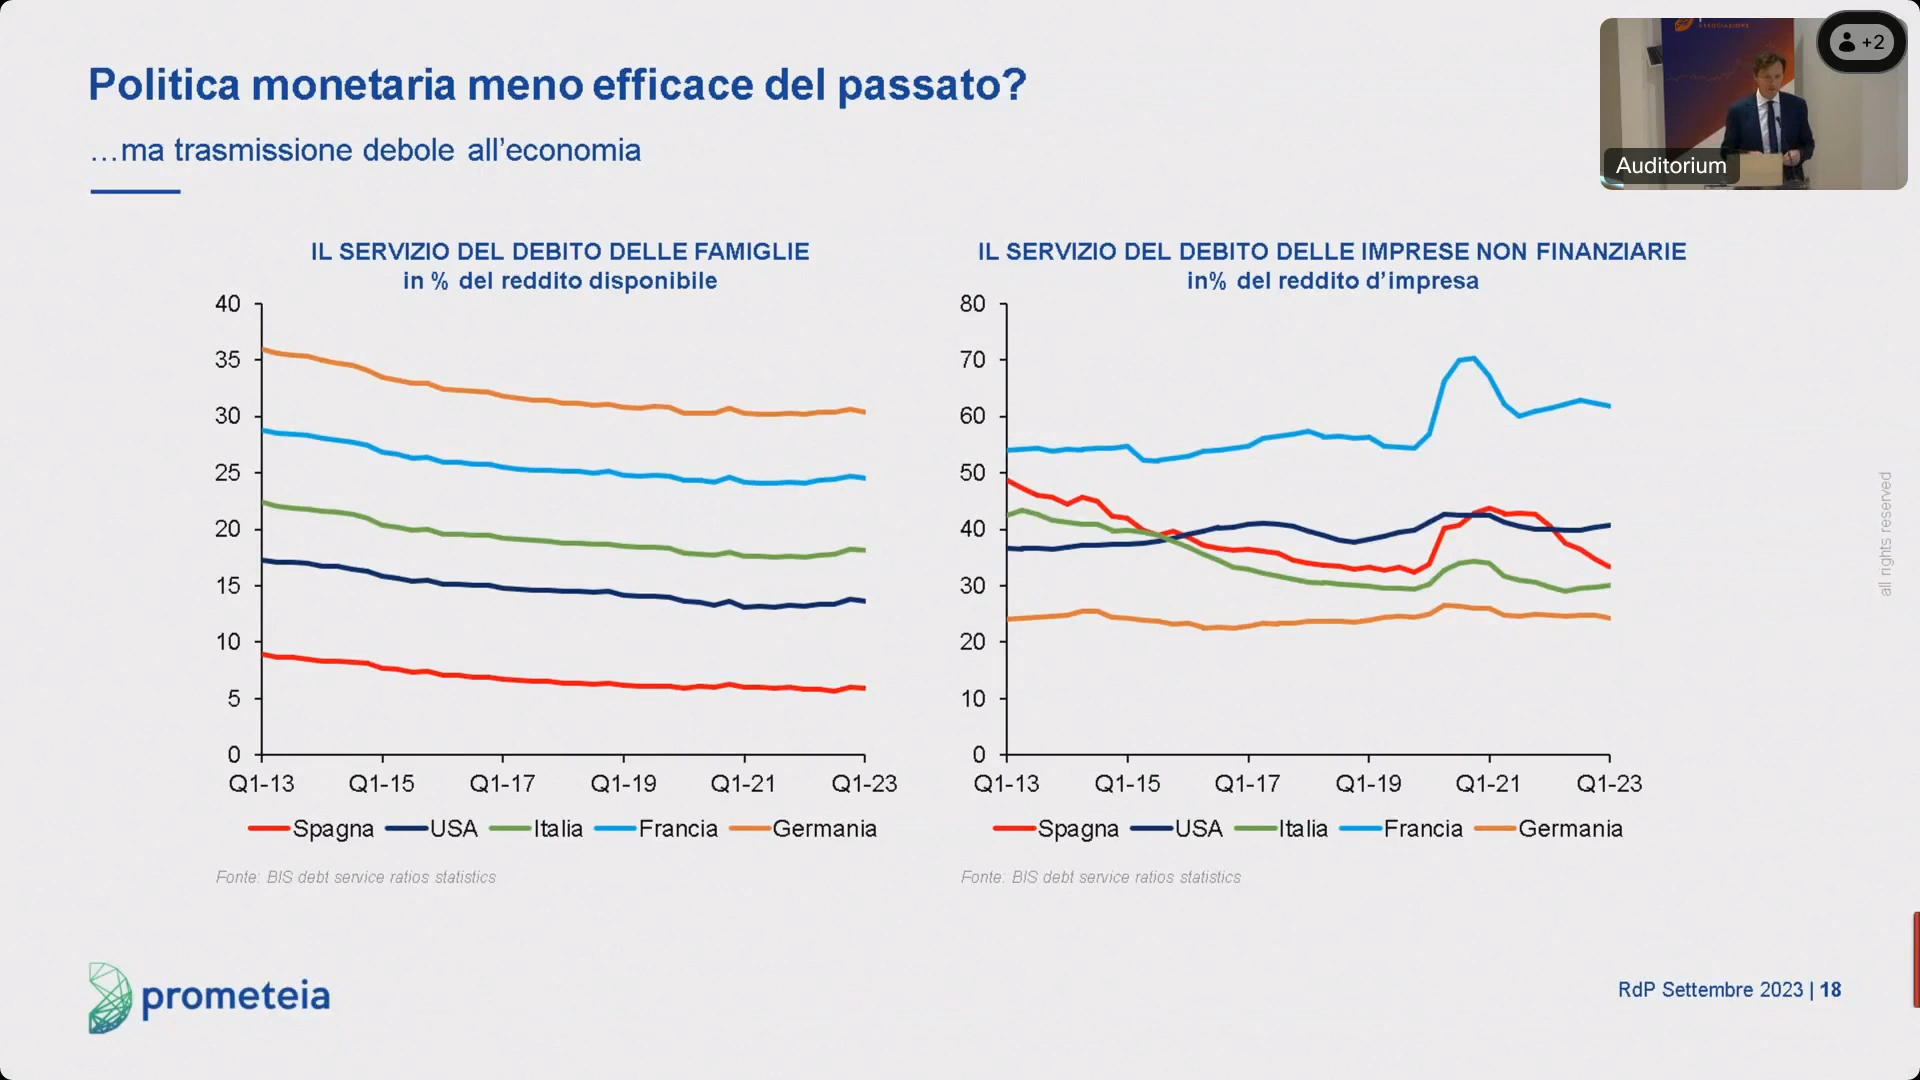 Politica monetaria meno efficace del passato?
…ma trasmissione debole all’economia
+2
Auditorium
IL SERVIZIO DEL DEBITO DELLE FAMIGLIE
in % del reddito disponibile
40
35
30
25
20
15
10
5
0
Q1-13 Q1-15 Q1-17 Q1-19 Q1-21 Q1-23
Spagna USA Italia Francia Germania
Fonte: BIS debt service ratios statistics
IL SERVIZIO DEL DEBITO DELLE IMPRESE NON FINANZIARIE
in% del reddito d’impresa
80
70
60
50
40
30
20
10
0
Q1-13 Q1-15 Q1-17 Q1-19 Q1-21 Q1-23
Spagna USA Italia Francia Germania
Fonte: BIS debt service ratios statistics
all rights reserved
prometeia
RdP Settembre 2023 | 18